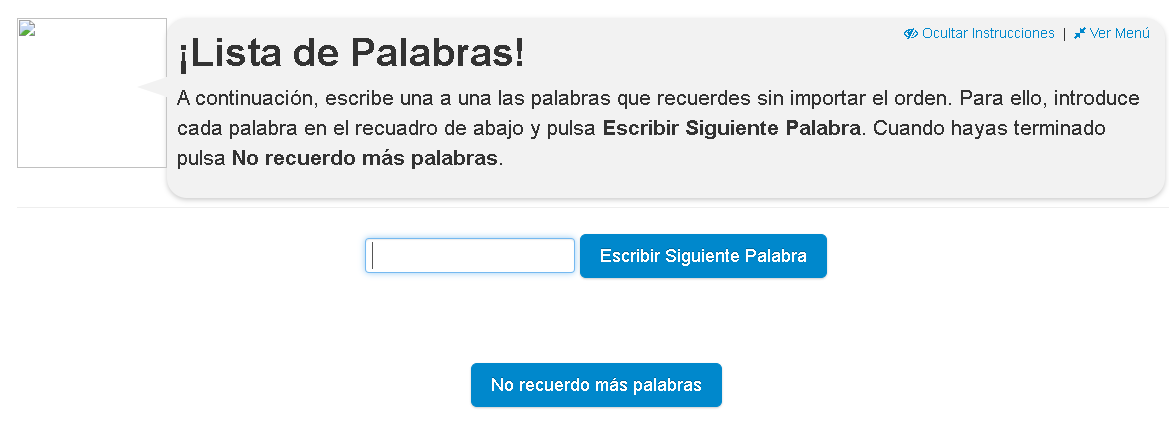 Ocultar Instrucciones | Ver Menú
¡Lista de Palabras!
A continuación, escribe una a una las palabras que recuerdes sin importar el orden. Para ello, introduce
cada palabra en el recuadro de abajo y pulsa Escribir Siguiente Palabra. Cuando hayas terminado
pulsa No recuerdo más palabras.
Escribir Siguiente Palabra
No recuerdo más palabras